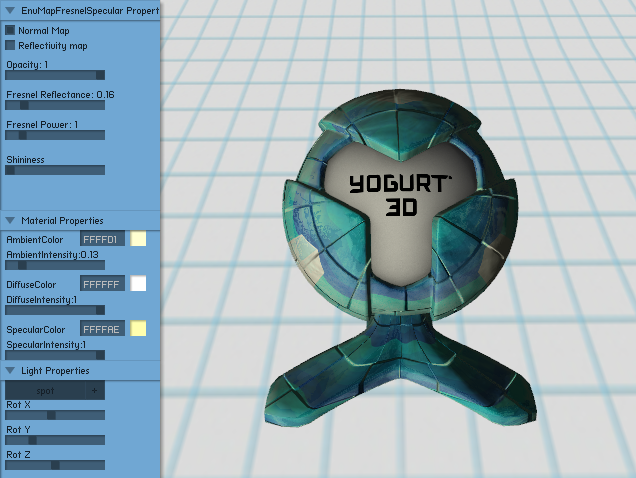 EnvMapFresnelSpecular Propert
Normal Map
Reflectivity map
Opacity: 1
Fresnel Reflectance: 0.16
Fresnel Power: 1
Shininess
Material Properties
AmbientColor FFFFD1
AmbientIntensity:0.13
DiffuseColor FFFFFF
DiffuseIntensity:1
SpecularColor FFFFAE
SpecularIntensity:1
Light Properties
spot +
Rot X
Rot Y
Rot Z
YOGURT
3D